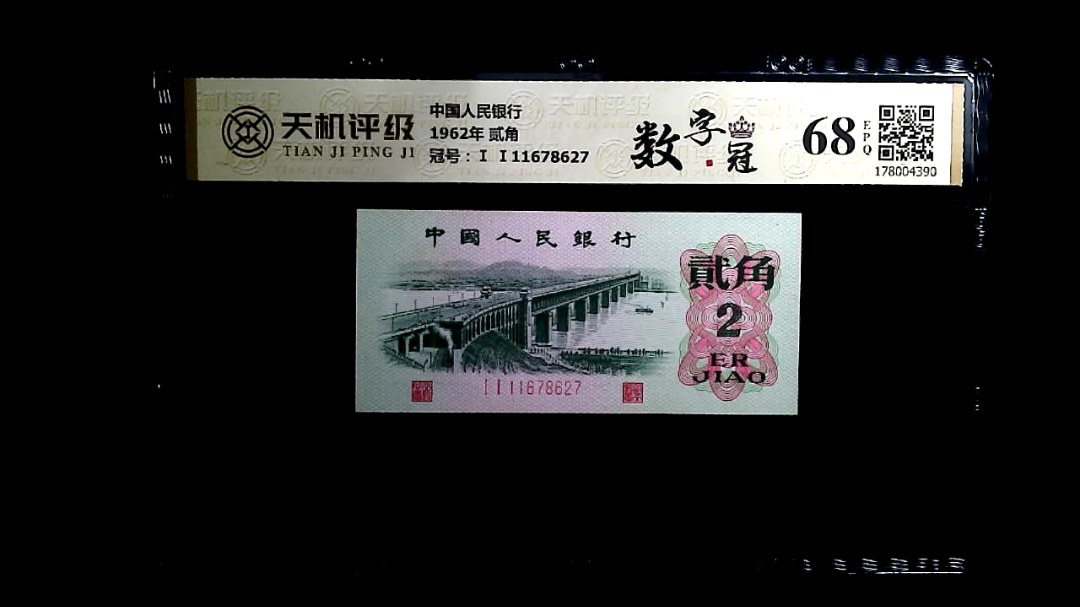 天机评级
TIAN JI PING JI
中国人民银行
1962年 贰角
冠号：I I 11678627
数字冠
68
EPQ
178004390
中國人民銀行
貳角
2
ER
JIAO
I I 11678627